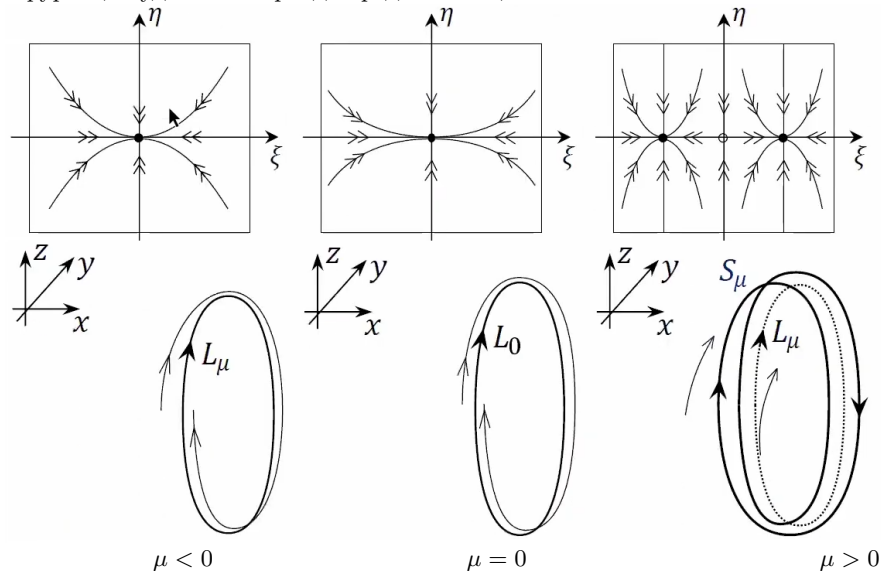 η η η
ξ ξ ξ
z y x z y x z y x
S_μ
L_μ L_0 L_μ
μ < 0 μ = 0 μ > 0